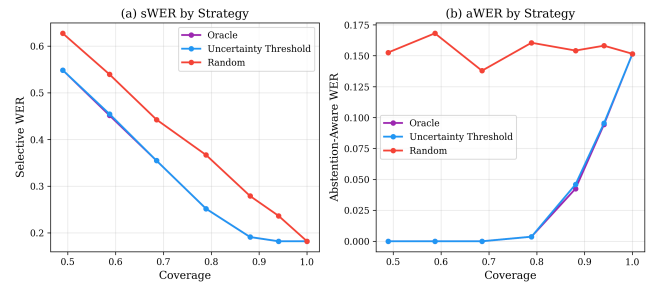 (a) sWER by Strategy
Selective WER
0.6
0.5
0.4
0.3
0.2
Oracle
Uncertainty Threshold
Random
0.5 0.6 0.7 0.8 0.9 1.0
Coverage
(b) aWER by Strategy
Abstention-Aware WER
0.175
0.150
0.125
0.100
0.075
0.050
0.025
0.000
Oracle
Uncertainty Threshold
Random
0.5 0.6 0.7 0.8 0.9 1.0
Coverage